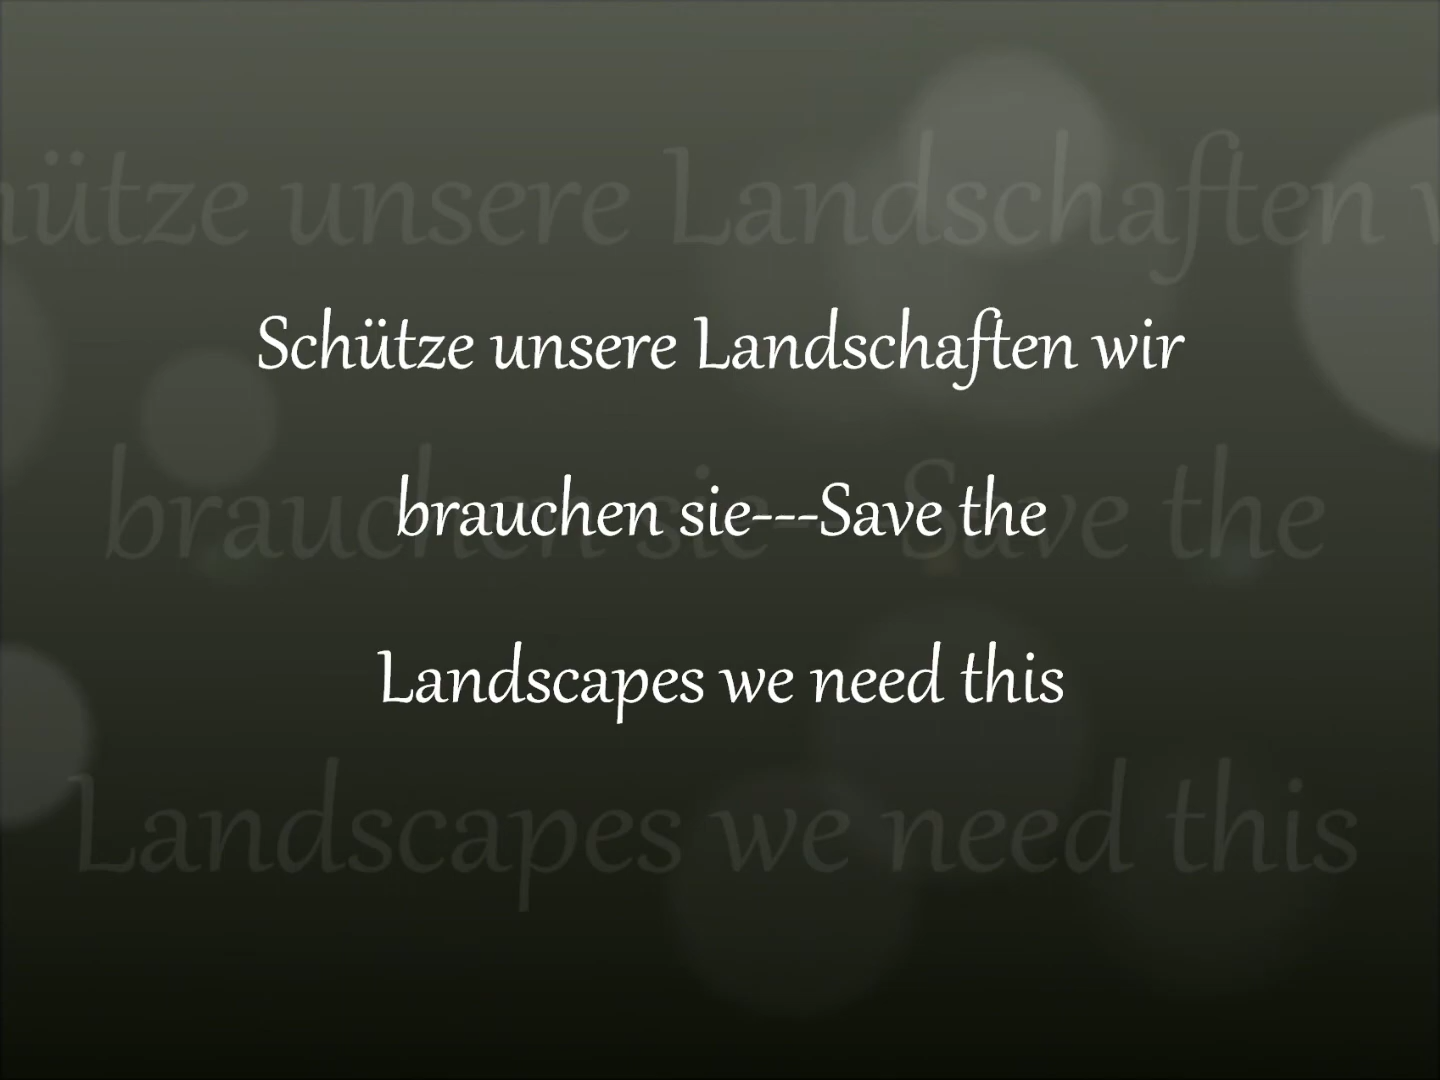 Schütze unsere Landschaften wir
brauchen sie---Save the
Landscapes we need this